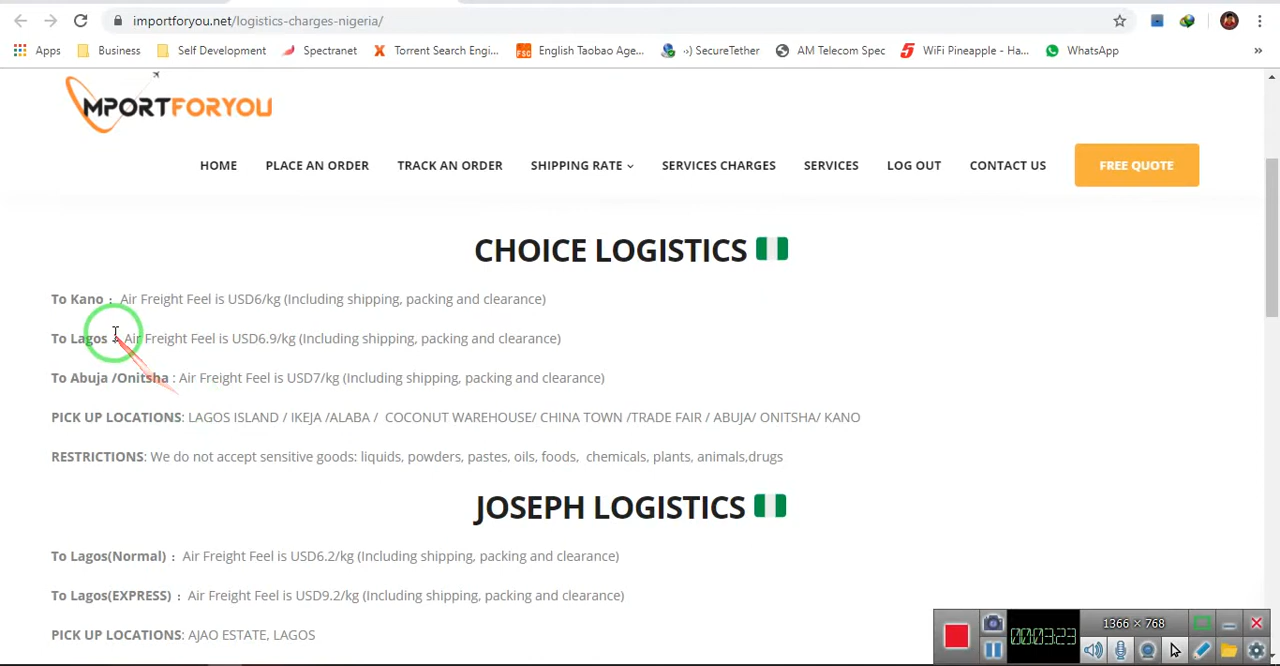 importforyou.net/logistics-charges-nigeria/
Apps Business Self Development Spectranet Torrent Search Engi... English Taobao Age... -:) SecureTether AM Telecom Spec WiFi Pineapple - Ha... WhatsApp »
MPORTFORYOU
HOME PLACE AN ORDER TRACK AN ORDER SHIPPING RATE SERVICES CHARGES SERVICES LOG OUT CONTACT US FREE QUOTE
CHOICE LOGISTICS
To Kano : Air Freight Feel is USD6/kg (Including shipping, packing and clearance)
To Lagos : Air Freight Feel is USD6.9/kg (Including shipping, packing and clearance)
To Abuja /Onitsha : Air Freight Feel is USD7/kg (Including shipping, packing and clearance)
PICK UP LOCATIONS: LAGOS ISLAND / IKEJA /ALABA / COCONUT WAREHOUSE/ CHINA TOWN /TRADE FAIR / ABUJA/ ONITSHA/ KANO
RESTRICTIONS: We do not accept sensitive goods: liquids, powders, pastes, oils, foods, chemicals, plants, animals,drugs
JOSEPH LOGISTICS
To Lagos(Normal) : Air Freight Feel is USD6.2/kg (Including shipping, packing and clearance)
To Lagos(EXPRESS) : Air Freight Feel is USD9.2/kg (Including shipping, packing and clearance)
PICK UP LOCATIONS: AJAO ESTATE, LAGOS
1366 × 768
00:03:23